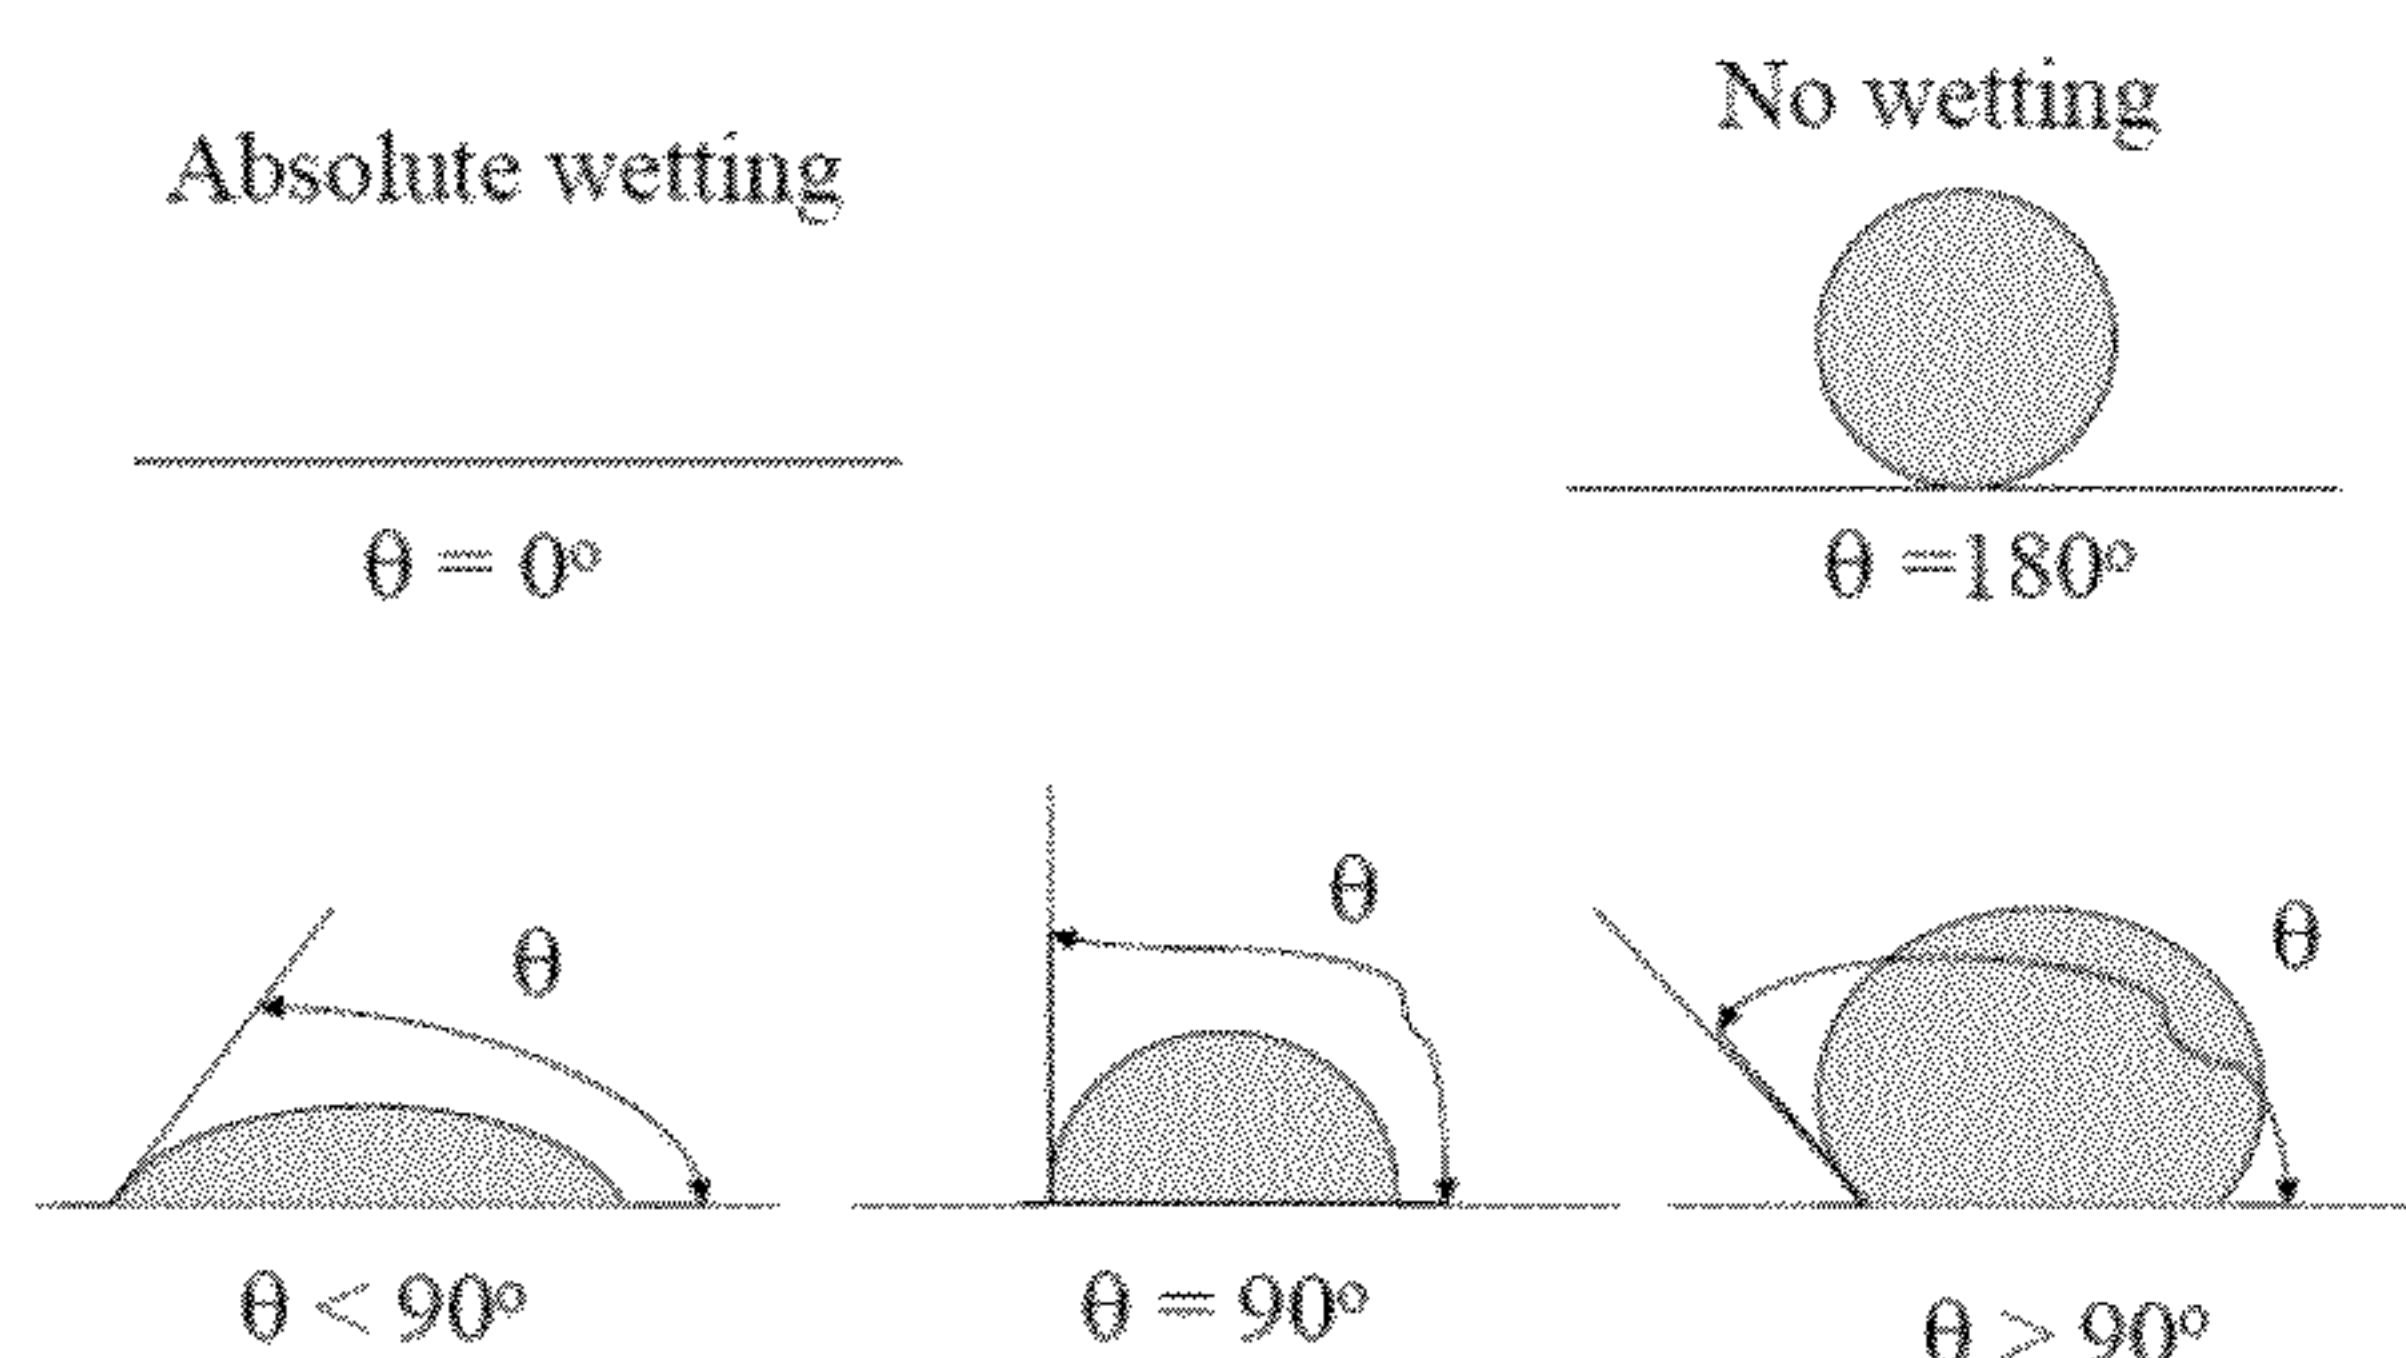 No wetting
Absolute wetting
θ = 0°
θ =180°
θ
θ
θ
θ < 90°
θ = 90°
θ > 90°